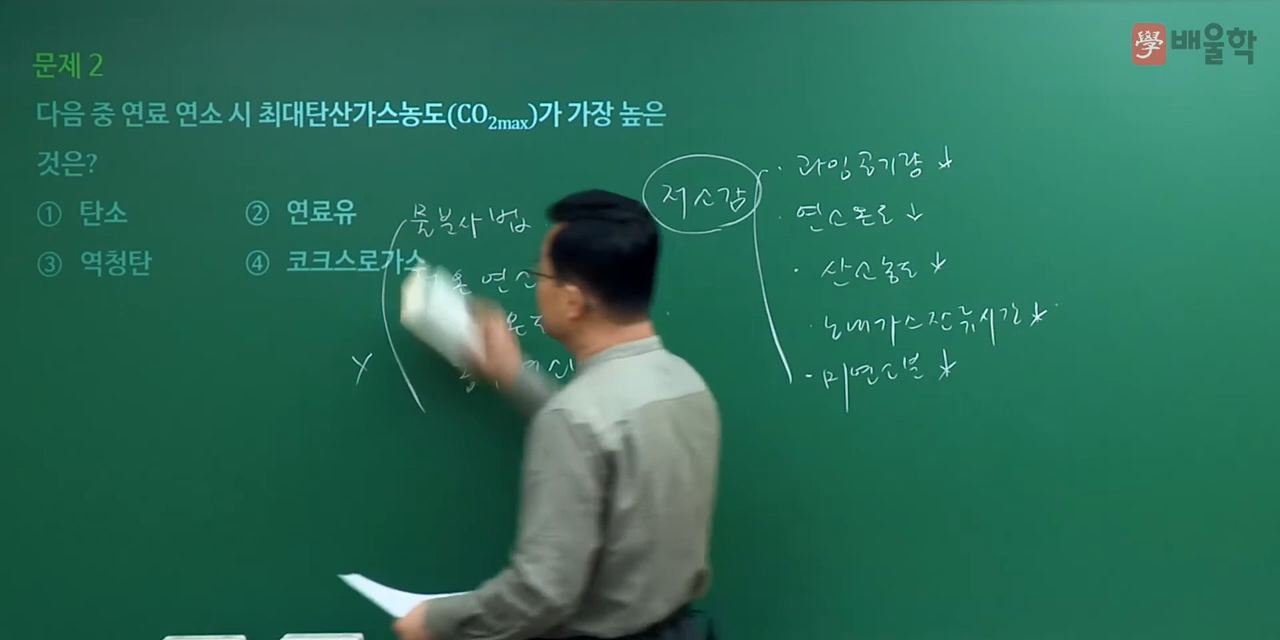 學 배울학
문제 2
다음 중 연료 연소 시 최대탄산가스농도(CO2max)가 가장 높은
것은?
① 탄소
② 연료유
③ 역청탄
④ 코크스로가스
물분사법
온 연소
저소감
· 과잉공기량 ↓
· 연소온도 ↓
· 산소농도 ↓
· 노내가스잔류시간 ↓
· 미연소분 ↓